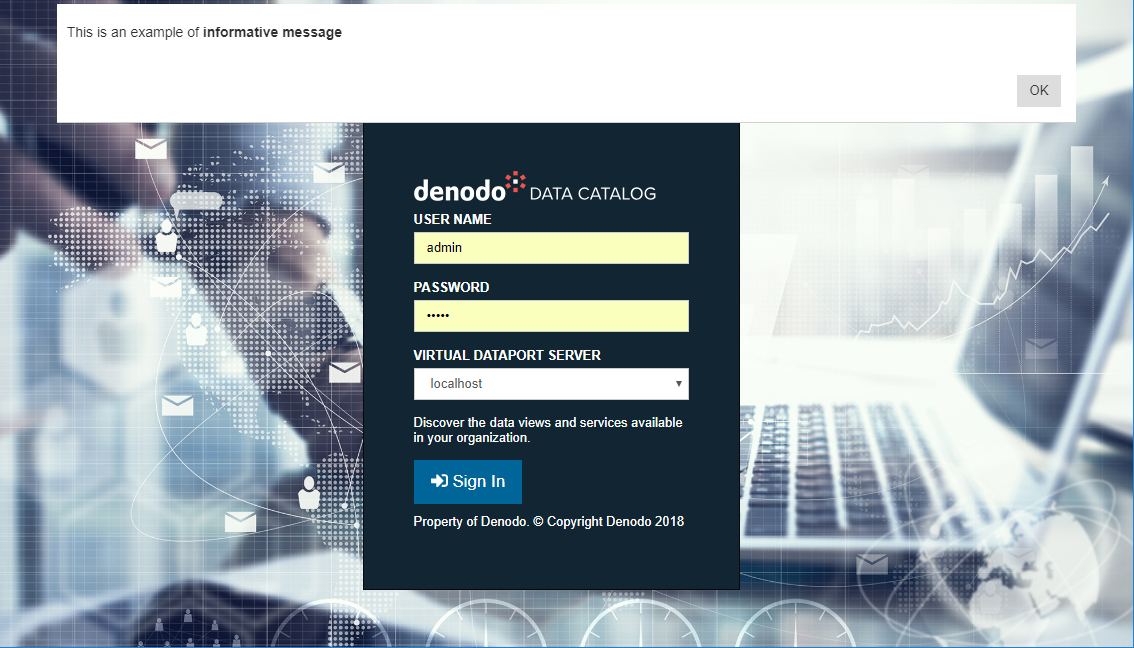 This is an example of informative message
OK
denodo DATA CATALOG
USER NAME
admin
PASSWORD
•••••
VIRTUAL DATAPORT SERVER
localhost
Discover the data views and services available
in your organization.
Sign In
Property of Denodo. © Copyright Denodo 2018